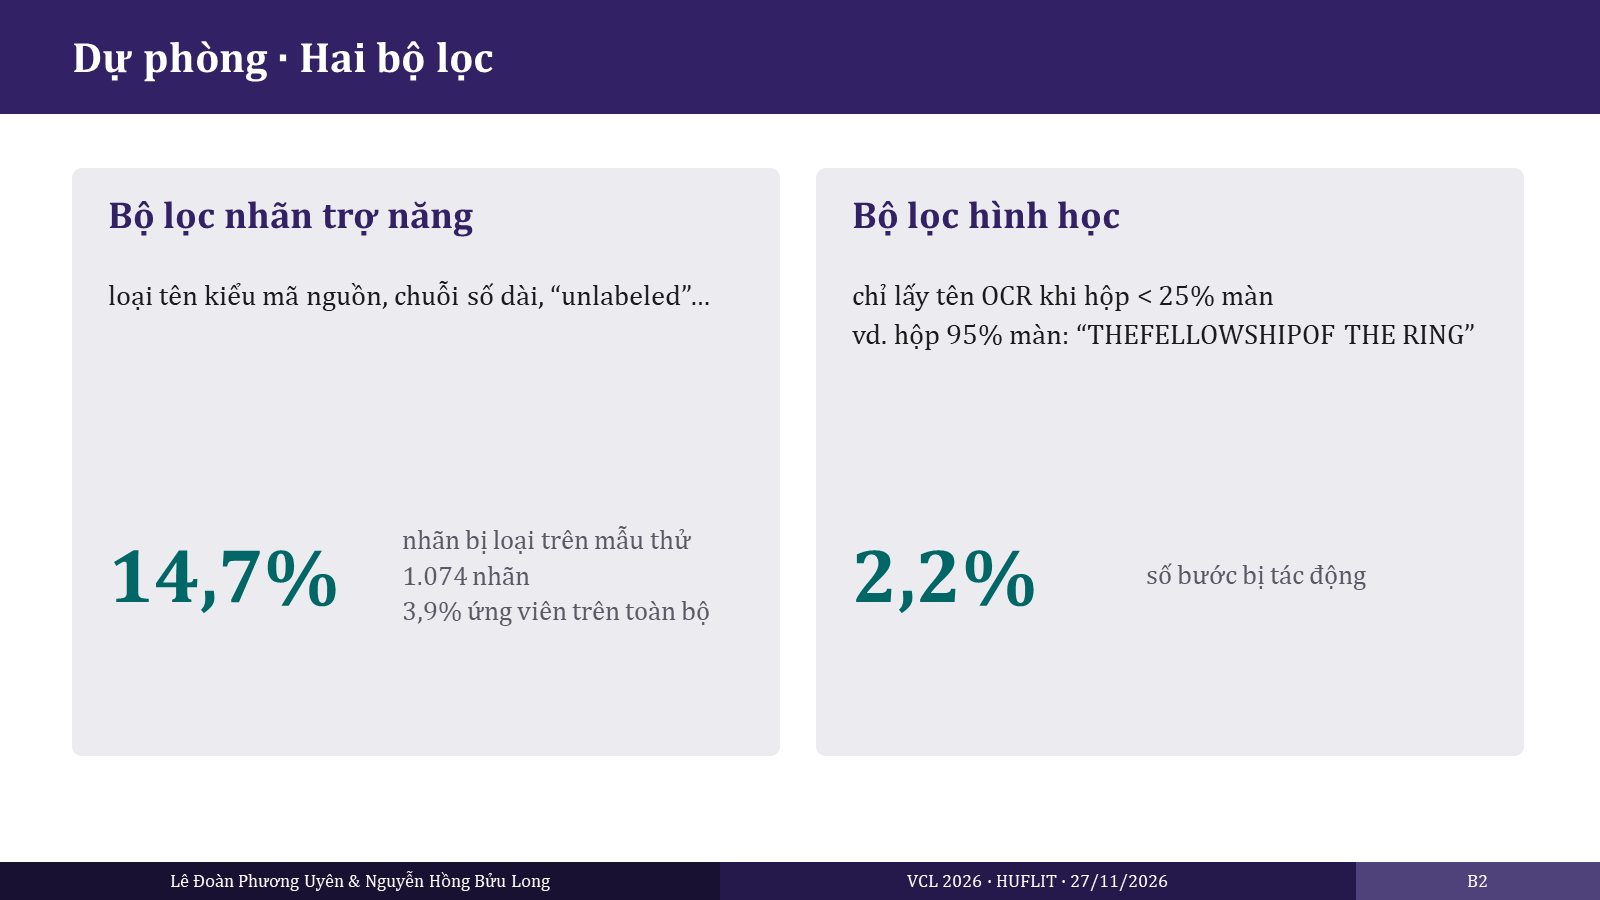 Dự phòng · Hai bộ lọc
Bộ lọc nhãn trợ năng
loại tên kiểu mã nguồn, chuỗi số dài, “unlabeled”…
14,7%
nhãn bị loại trên mẫu thử
1.074 nhãn
3,9% ứng viên trên toàn bộ
Bộ lọc hình học
chỉ lấy tên OCR khi hộp < 25% màn
vd. hộp 95% màn: “THEFELLOWSHIPOF THE RING”
2,2%
số bước bị tác động
Lê Đoàn Phương Uyên & Nguyễn Hồng Bửu Long
VCL 2026 · HUFLIT · 27/11/2026
B2